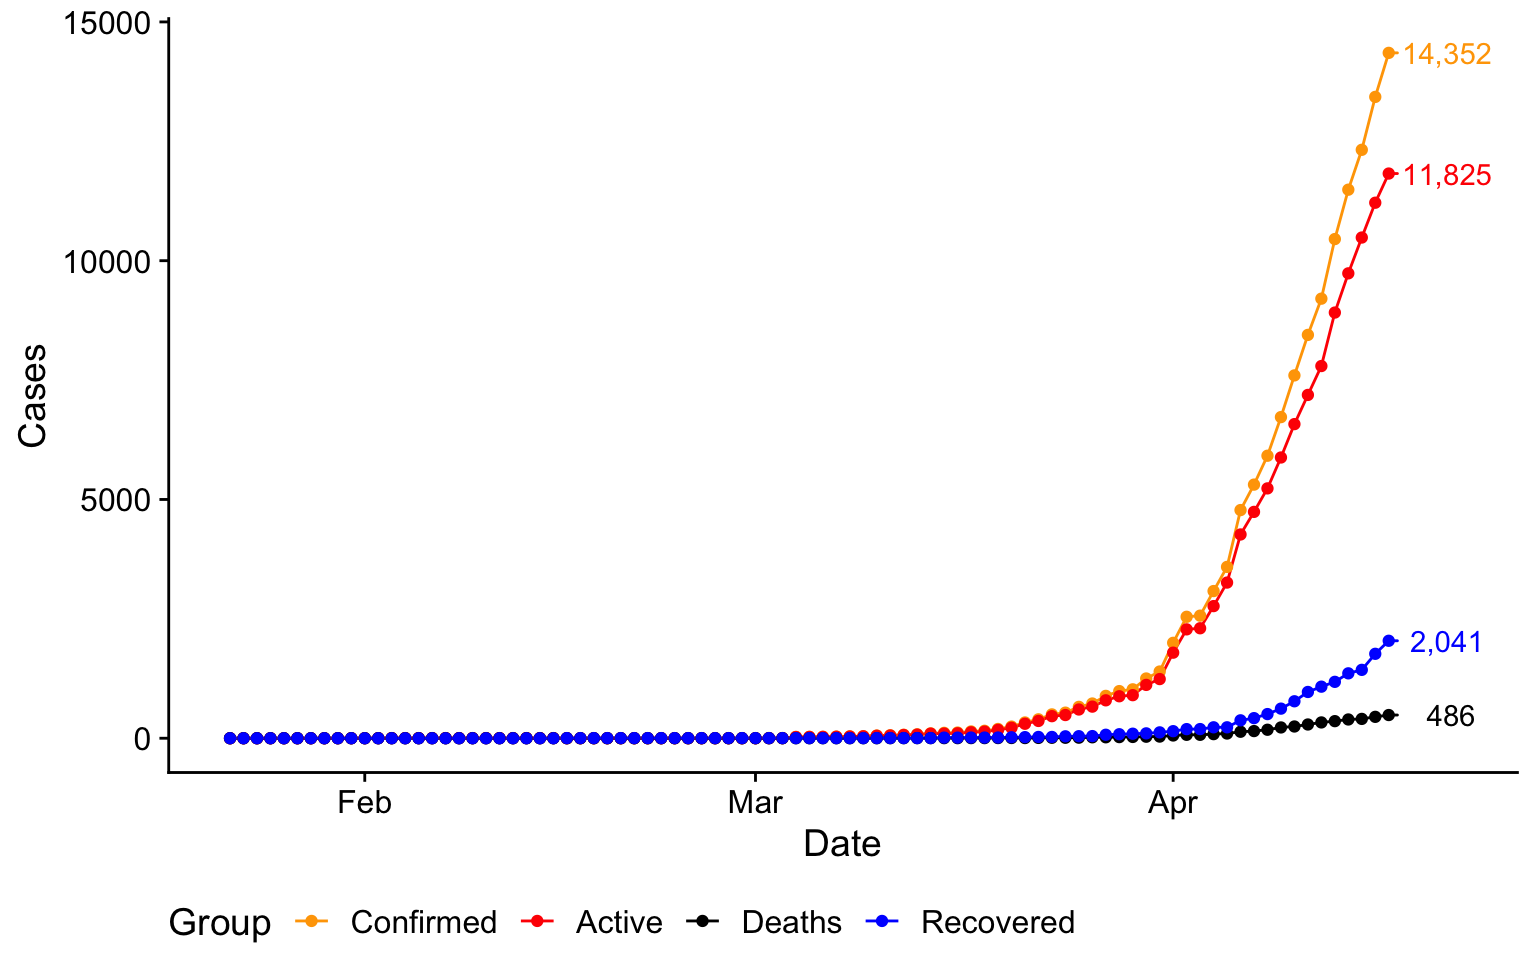 15000
14,352
11,825
10000
Cases
5000
2,041
486
0
Feb Mar Apr
Date
Group Confirmed Active Deaths Recovered